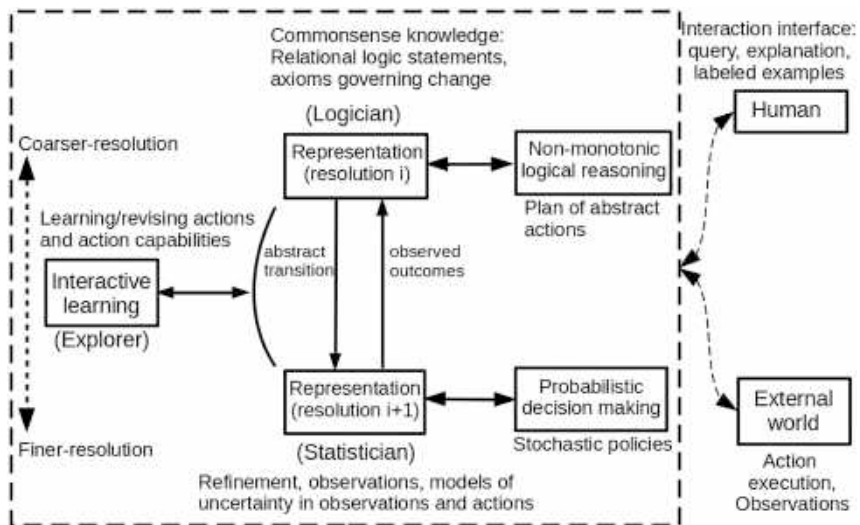 Commonsense knowledge:
Relational logic statements,
axioms governing change
(Logician)
Interaction interface:
query, explanation,
labeled examples
Human
Coarser-resolution
Representation
(resolution i)
Non-monotonic
logical reasoning
Plan of abstract
actions
Learning/revising actions
and action capabilities
abstract
transition
observed
outcomes
Interactive
learning
(Explorer)
Representation
(resolution i+1)
Probabilistic
decision making
Stochastic policies
External
world
Finer-resolution
(Statistician)
Refinement, observations, models of
uncertainty in observations and actions
Action
execution,
Observations